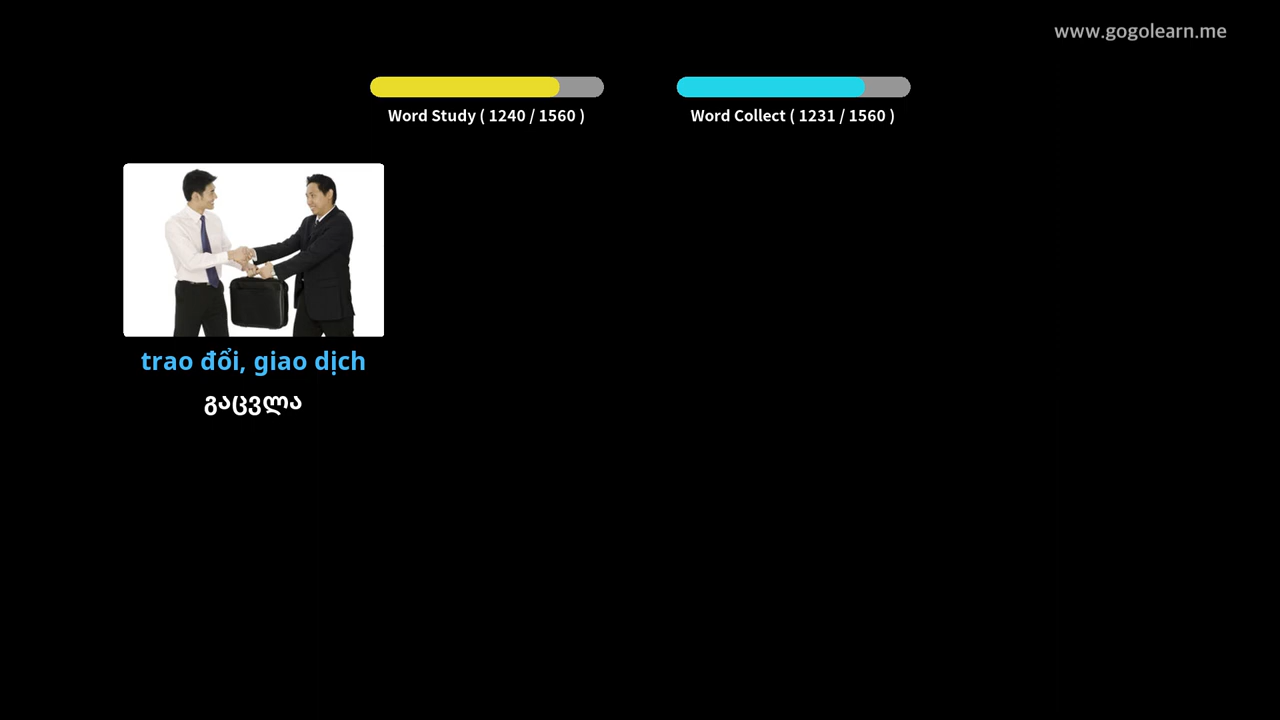 www.gogolearn.me
Word Study ( 1240 / 1560 )
Word Collect ( 1231 / 1560 )
trao đổi, giao dịch
გაცვლა